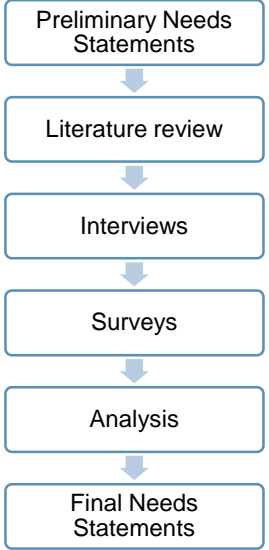 Preliminary Needs
Statements
Literature review
Interviews
Surveys
Analysis
Final Needs
Statements